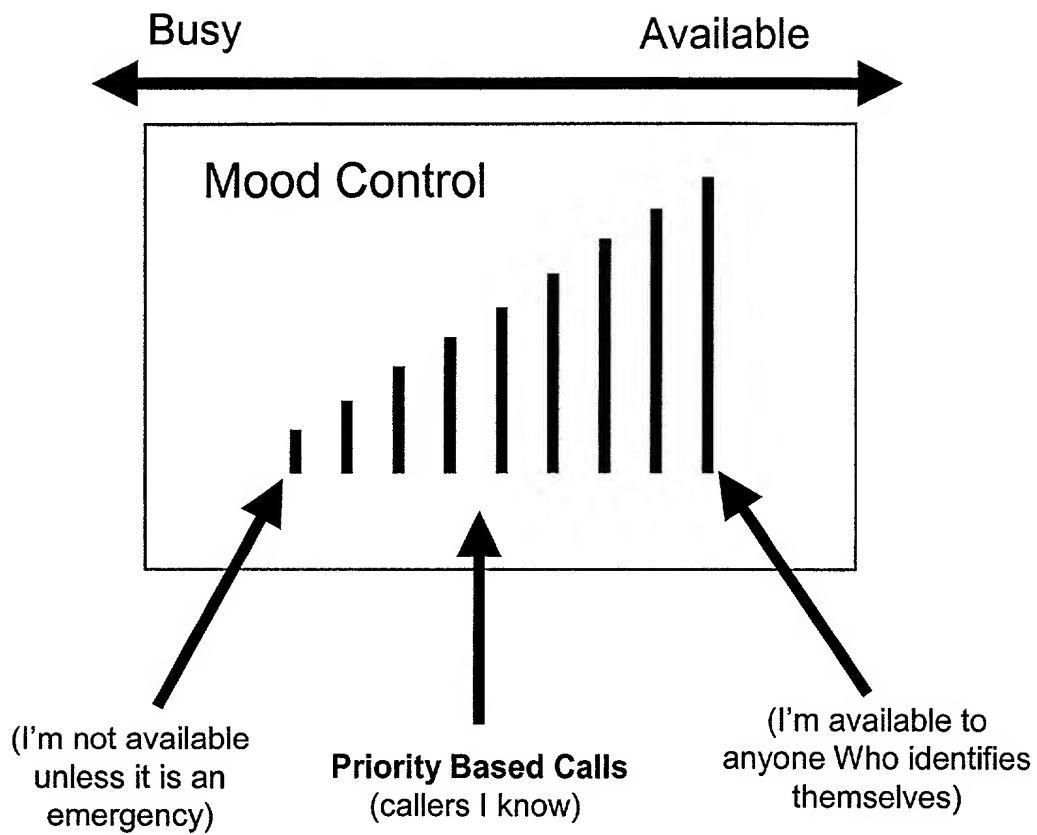 Busy
Available
Mood Control
(I'm not available
unless it is an
emergency)
Priority Based Calls
(callers I know)
(I'm available to
anyone Who identifies
themselves)